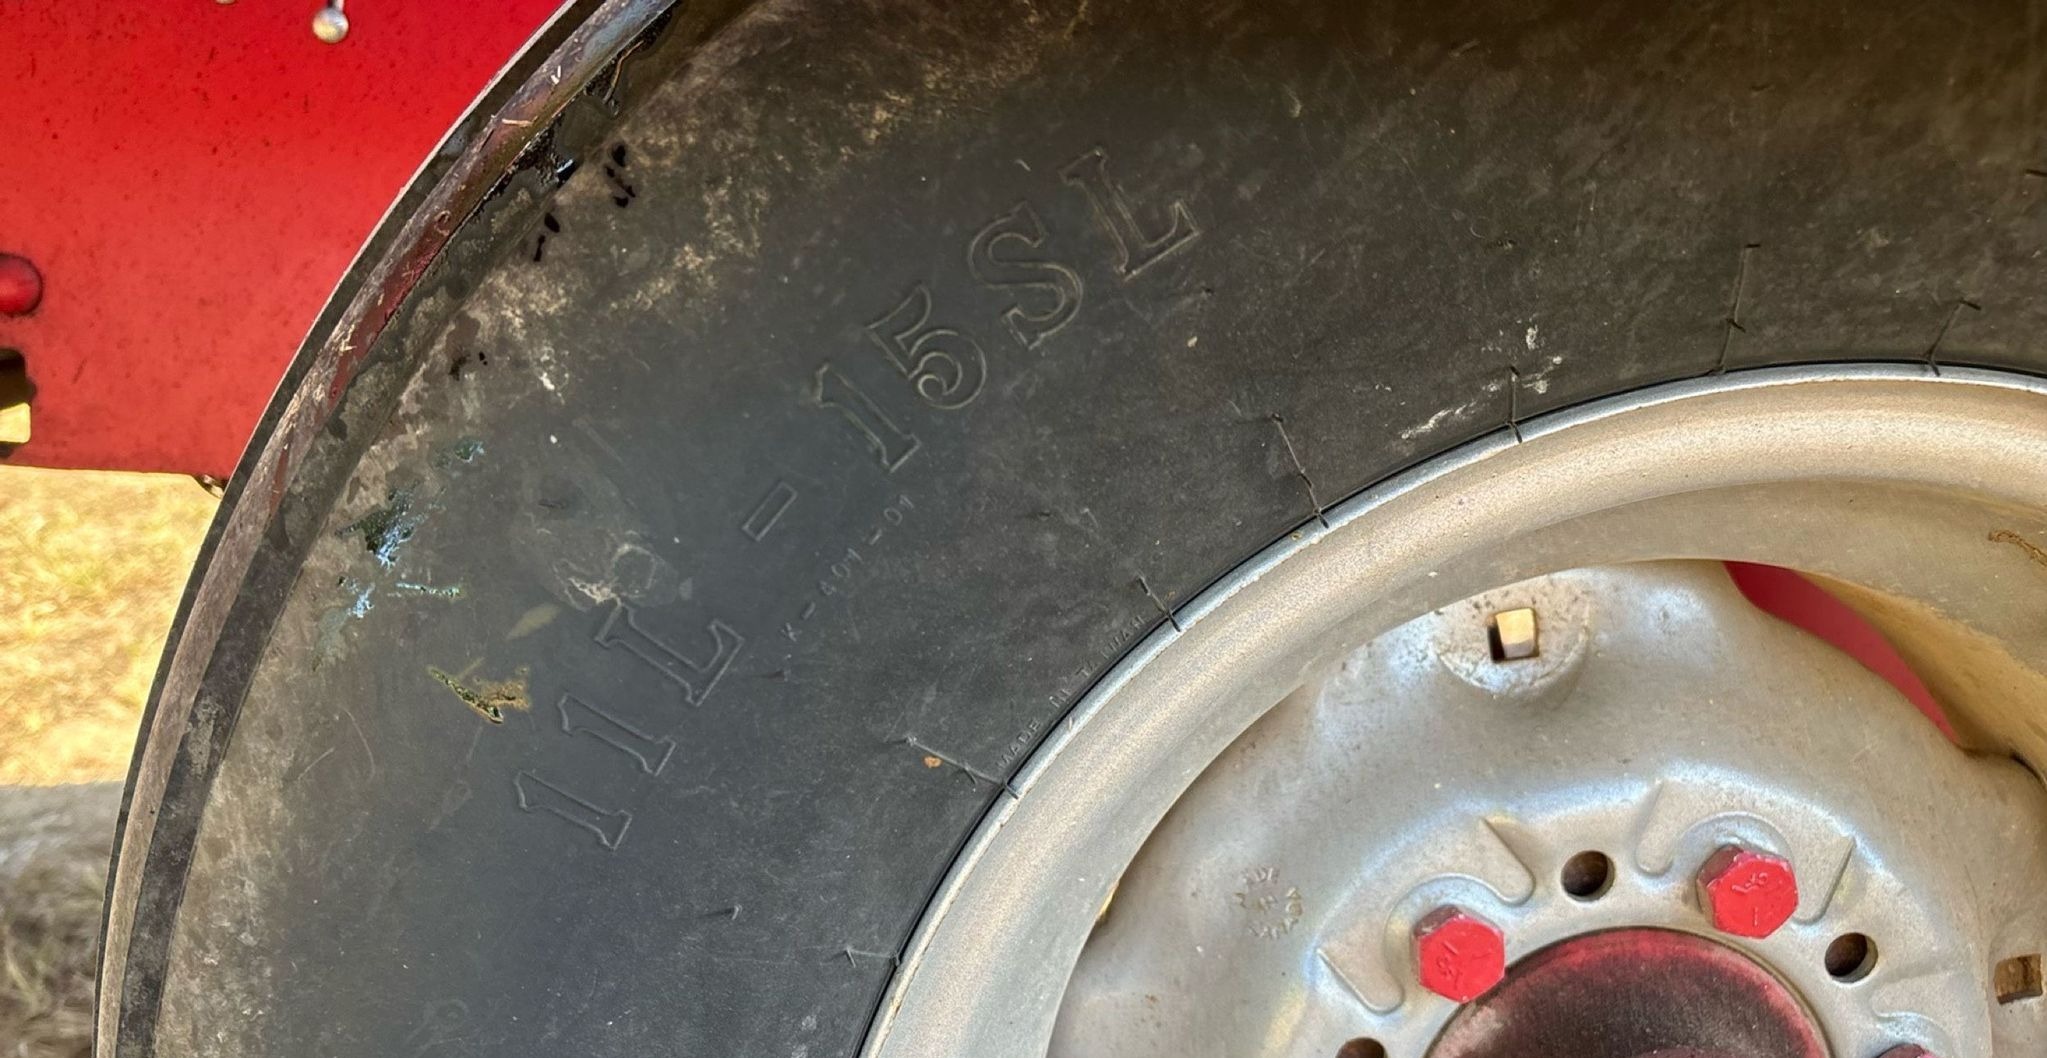 11L-15SL
K-401-01
MADE IN TAIWAN